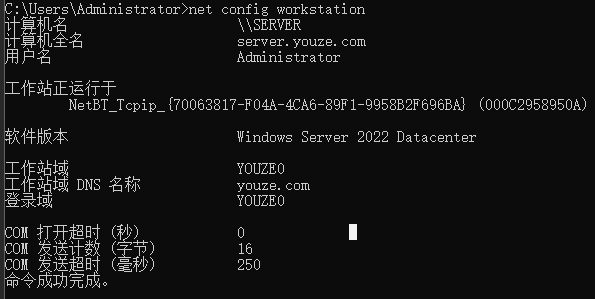 C:\Users\Administrator>net config workstation
计算机名 \\SERVER
计算机全名 server.youze.com
用户名 Administrator
工作站正运行于
NetBT_Tcpip_{70063817-F04A-4CA6-89F1-9958B2F696BA} (000C2958950A)
软件版本 Windows Server 2022 Datacenter
工作站域 YOUZE0
工作站域 DNS 名称 youze.com
登录域 YOUZE0
COM 打开超时 (秒) 0
COM 发送计数 (字节) 16
COM 发送超时 (毫秒) 250
命令成功完成。